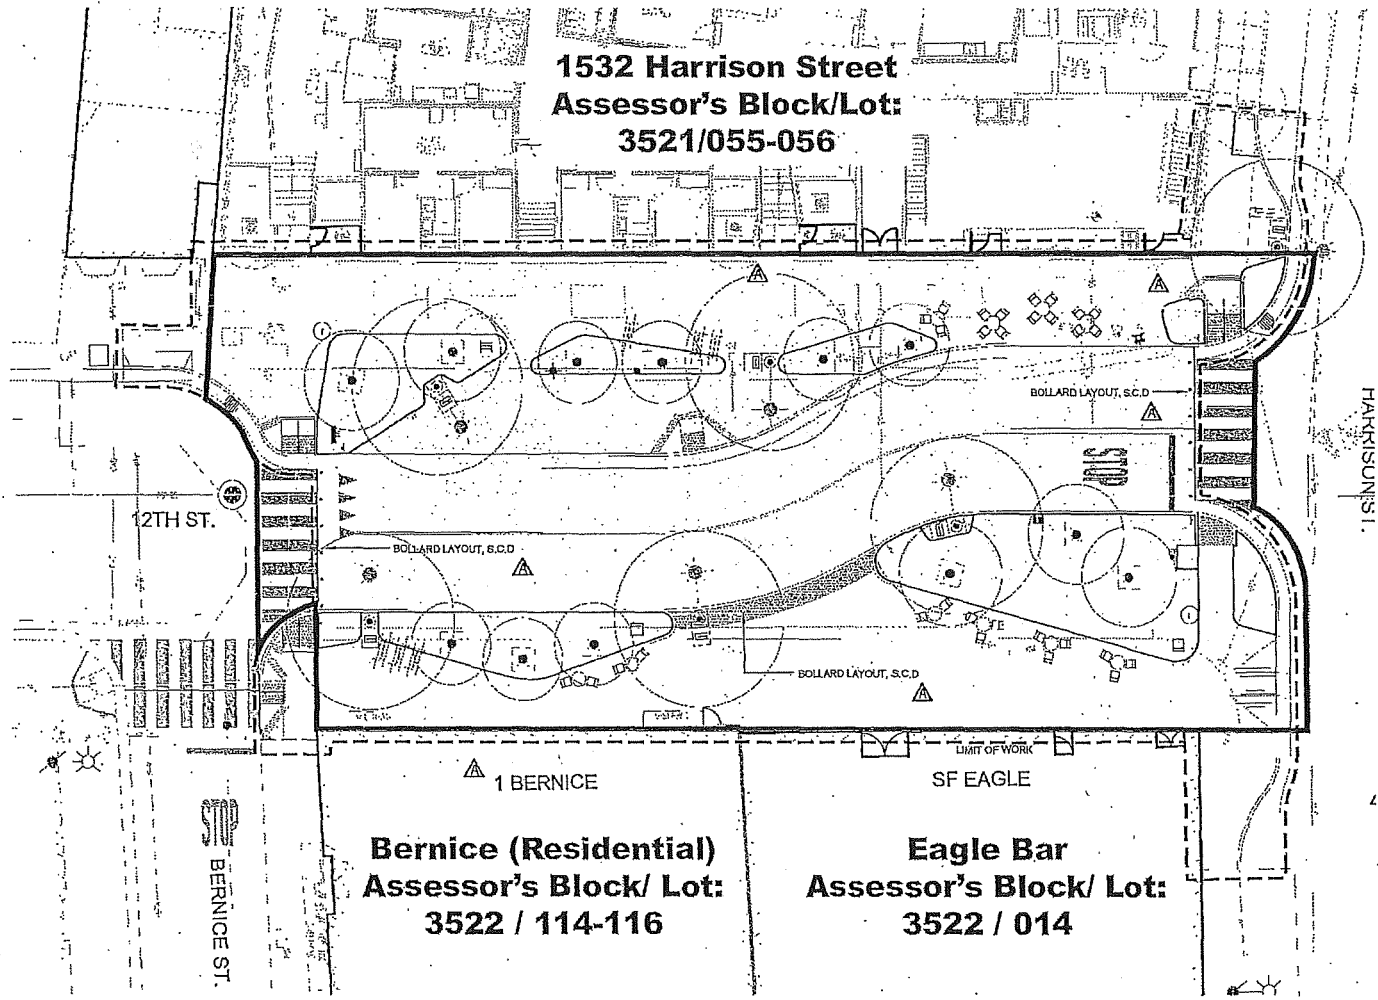 1532 Harrison Street
Assessor's Block/Lot:
3521/055-056
BOLLARD LAYOUT, S.C.D
HARRISON ST.
STOP
12TH ST.
BOLLARD LAYOUT, S.C.D
BOLLARD LAYOUT, S.C.D
LIMIT OF WORK
1 BERNICE
SF EAGLE
STOP
BERNICE ST.
Bernice (Residential)
Assessor's Block/ Lot:
3522 / 114-116
Eagle Bar
Assessor's Block/ Lot:
3522 / 014